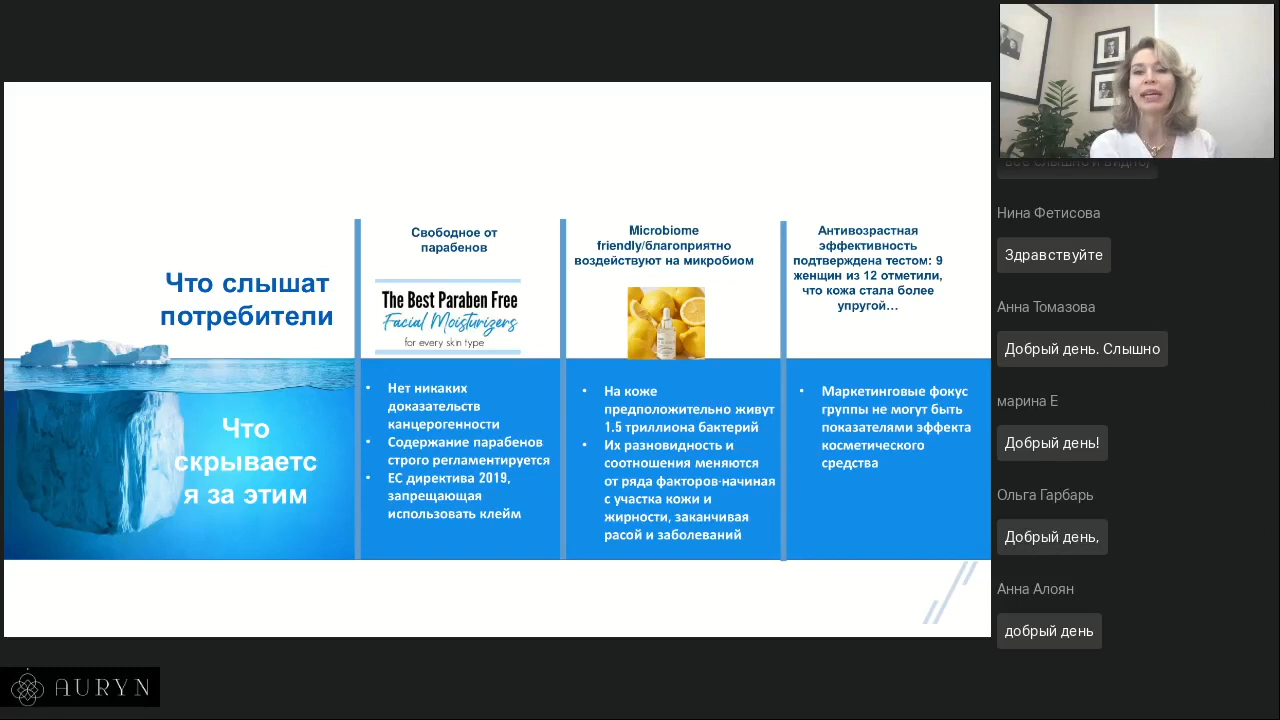 Что слышат
потребители
Что
скрываетс
я за этим
Свободное от
парабенов
The Best Paraben Free
Facial Moisturizers
for every skin type
• Нет никаких
доказательств
канцерогенности
• Содержание парабенов
строго регламентируется
• ЕС директива 2019,
запрещающая
использовать клейм
Microbiome
friendly/благоприятно
воздействуют на микробиом
• На коже
предположительно живут
1.5 триллиона бактерий
• Их разновидность и
соотношения меняются
от ряда факторов-начиная
с участка кожи и
жирности, заканчивая
расой и заболеваний
Антивозрастная
эффективность
подтверждена тестом: 9
женщин из 12 отметили,
что кожа стала более
упругой...
• Маркетинговые фокус
группы не могут быть
показателями эффекта
косметического
средства
все слышно и видно)
Нина Фетисова
Здравствуйте
Анна Томазова
Добрый день. Слышно
марина Е
Добрый день!
Ольга Гарбарь
Добрый день,
Анна Алоян
добрый день
AURYN